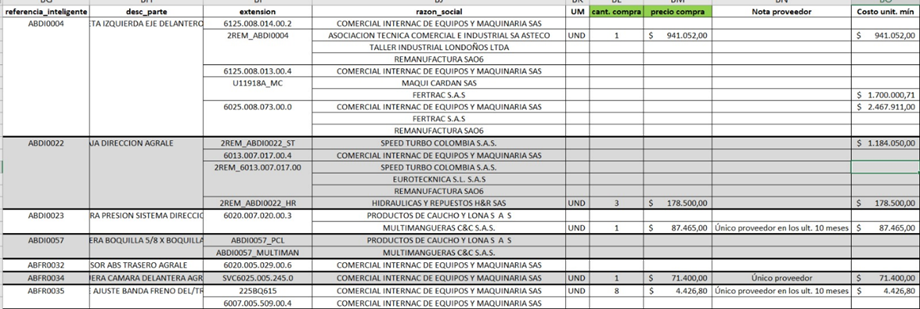 referencia_inteligente desc_parte extension razon_social UM cant. compra precio compra Nota proveedor Costo unit. mín
ABDI0004 ETA IZQUIERDA EJE DELANTERO 6125.008.014.00.2 COMERCIAL INTERNAC DE EQUIPOS Y MAQUINARIA SAS
2REM_ABDI0004 ASOCIACION TECNICA COMERCIAL E INDUSTRIAL SA ASTECO UND 1 $ 941.052,00 $ 941.052,00
TALLER INDUSTRIAL LONDOÑOS LTDA
REMANUFACTURA SAO6
6125.008.013.00.4 COMERCIAL INTERNAC DE EQUIPOS Y MAQUINARIA SAS
U11918A_MC MAQUI CARDAN SAS
FERTRAC S.A.S $ 1.700.000,71
6025.008.073.00.0 COMERCIAL INTERNAC DE EQUIPOS Y MAQUINARIA SAS $ 2.467.911,00
FERTRAC S.A.S
REMANUFACTURA SAO6
ABDI0022 AJA DIRECCION AGRALE 2REM_ABDI0022_ST SPEED TURBO COLOMBIA S.A.S. $ 1.184.050,00
6013.007.017.00.4 COMERCIAL INTERNAC DE EQUIPOS Y MAQUINARIA SAS
2REM_6013.007.017.00 SPEED TURBO COLOMBIA S.A.S.
EUROTECKNICA S.L. S.A.S
REMANUFACTURA SAO6
2REM_ABDI0022_HR HIDRAULICAS Y REPUESTOS H&R SAS UND 3 $ 178.500,00 $ 178.500,00
ABDI0023 RA PRESION SISTEMA DIRECCIO 6020.007.020.00.3 PRODUCTOS DE CAUCHO Y LONA S A S
MULTIMANGUERAS C&C S.A.S. UND 1 $ 87.465,00 Único proveedor en los ult. 10 meses $ 87.465,00
ABDI0057 ERA BOQUILLA 5/8 X BOQUILLA ABDI0057_PCL PRODUCTOS DE CAUCHO Y LONA S A S
ABDI0057_MULTIMAN MULTIMANGUERAS C&C S.A.S.
ABFR0032 SOR ABS TRASERO AGRALE 6020.005.029.00.6 COMERCIAL INTERNAC DE EQUIPOS Y MAQUINARIA SAS
ABFR0034 ERA CAMARA DELANTERA AGR SVC6025.005.245.0 COMERCIAL INTERNAC DE EQUIPOS Y MAQUINARIA SAS UND 1 $ 71.400,00 Único proveedor $ 71.400,00
ABFR0035 AJUSTE BANDA FRENO DEL/TR 225BQ615 COMERCIAL INTERNAC DE EQUIPOS Y MAQUINARIA SAS UND 8 $ 4.426,80 Único proveedor en los ult. 10 meses $ 4.426,80
6007.005.509.00.4 COMERCIAL INTERNAC DE EQUIPOS Y MAQUINARIA SAS